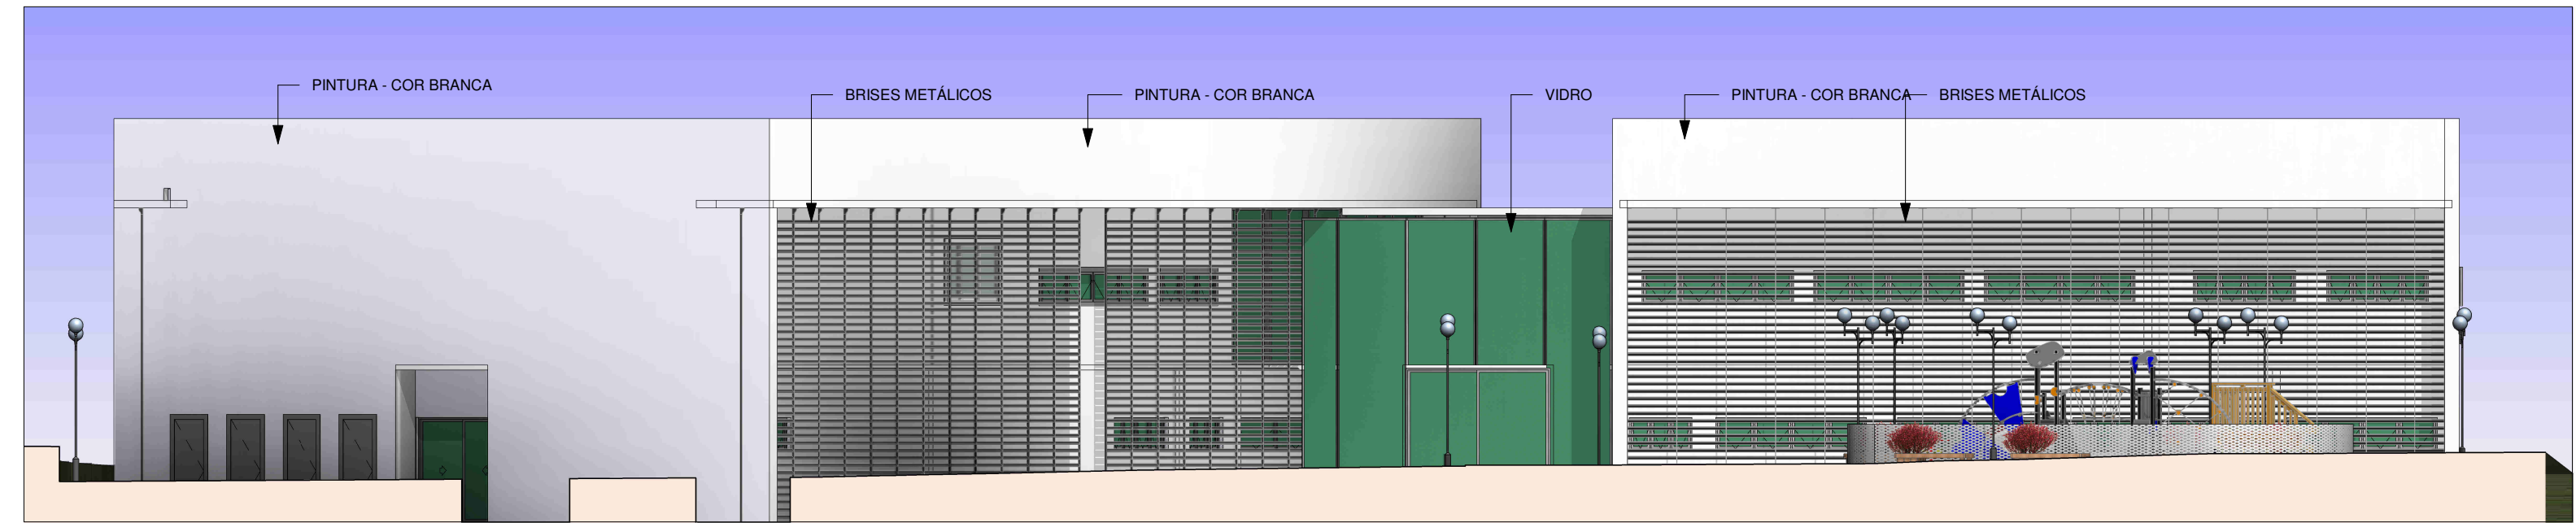 PINTURA - COR BRANCA
BRISES METÁLICOS
PINTURA - COR BRANCA
VIDRO
PINTURA - COR BRANCA
BRISES METÁLICOS